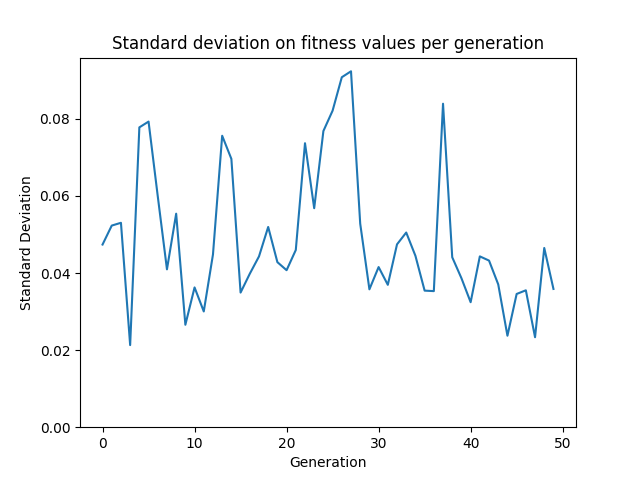 Standard deviation on fitness values per generation
Standard Deviation
0.08
0.06
0.04
0.02
0.00
0 10 20 30 40 50
Generation